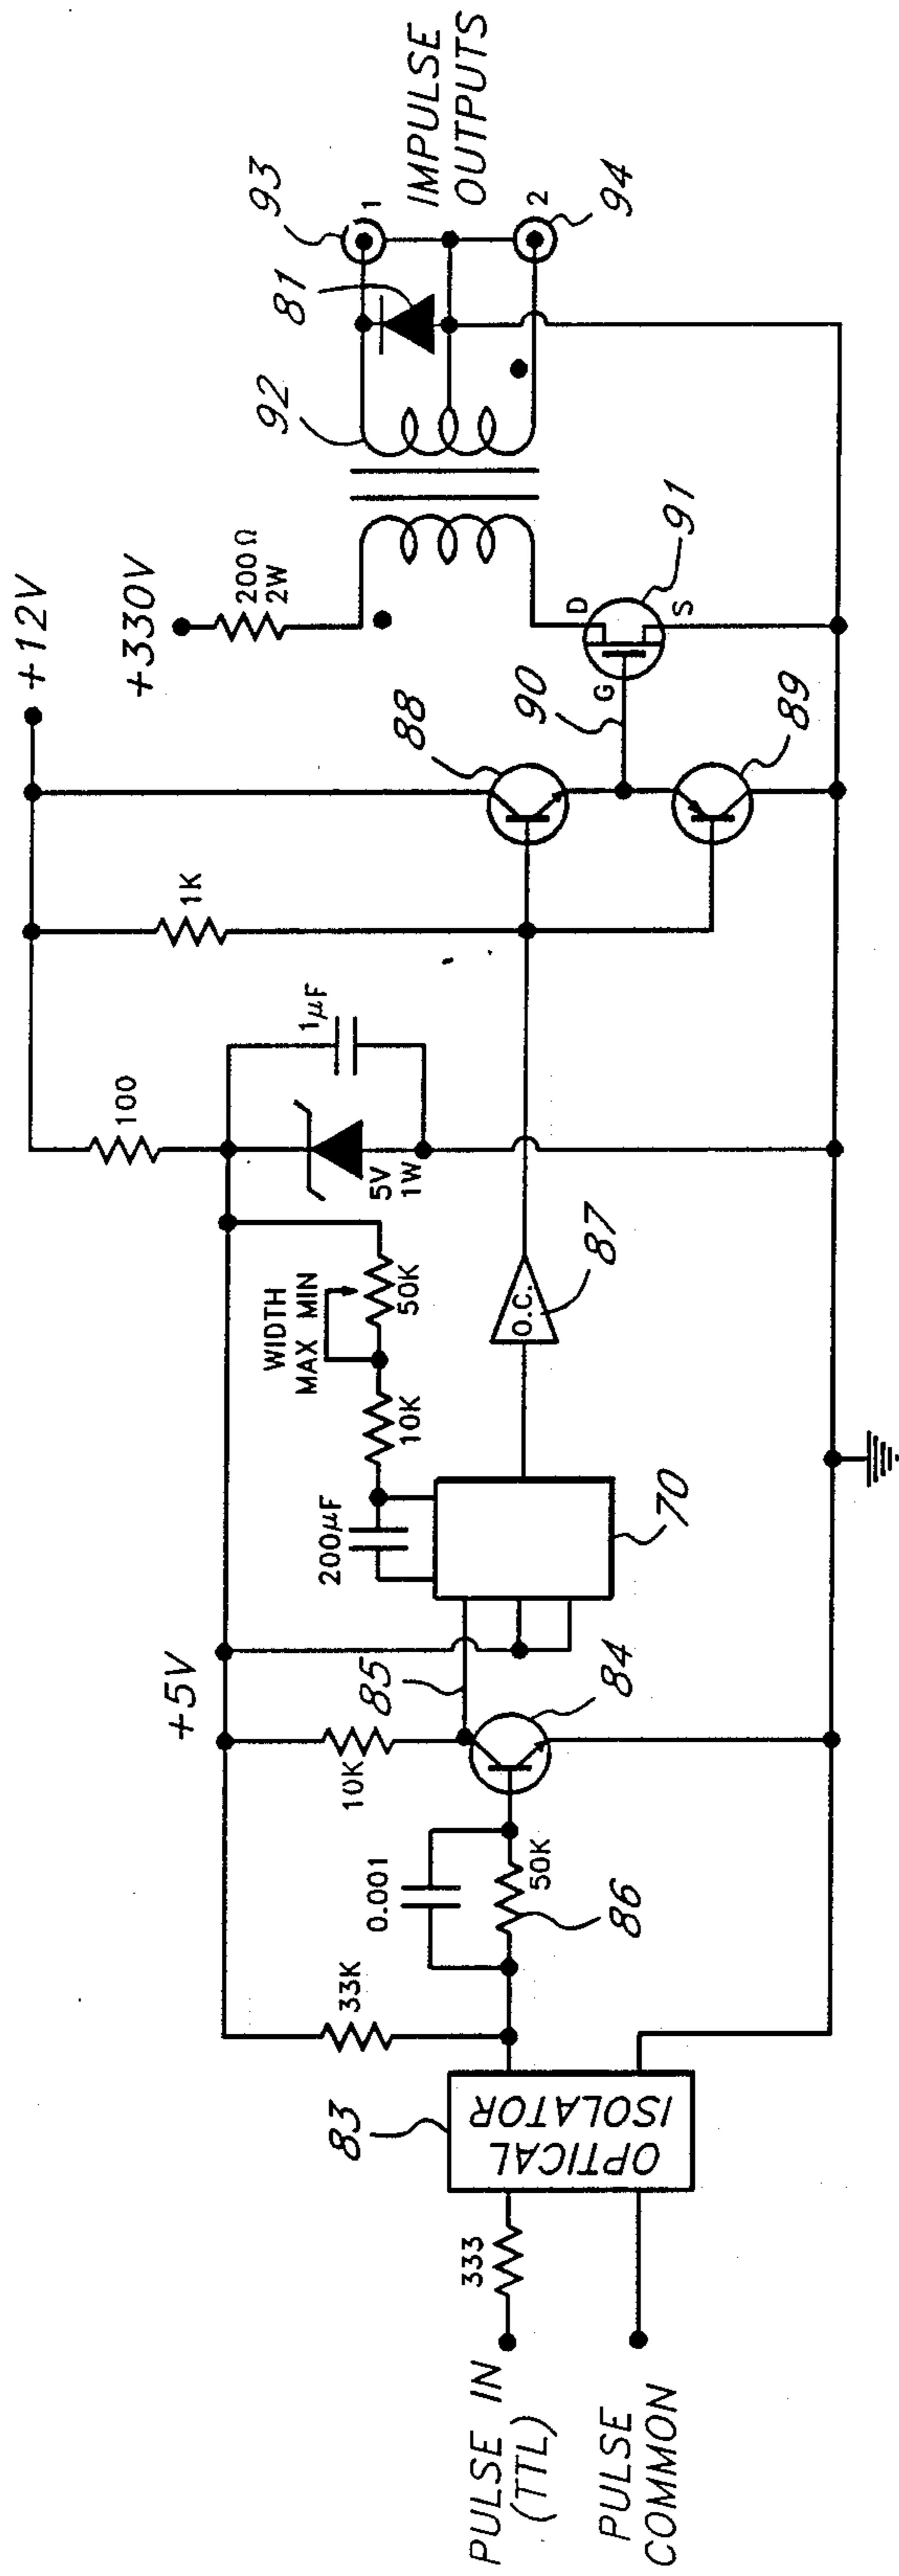 +12V
+330V
200Ω
2W
92
81
93
1
IMPULSE
OUTPUTS
2
94
88
90
G
D
S
91
89
1K
100
1μF
5V
1W
WIDTH
MAX MIN
50K
10K
200μF
O.C.
87
70
+5V
10K
85
84
0.001
50K
86
33K
83
OPTICAL
ISOLATOR
333
PULSE IN
(TTL)
PULSE
COMMON